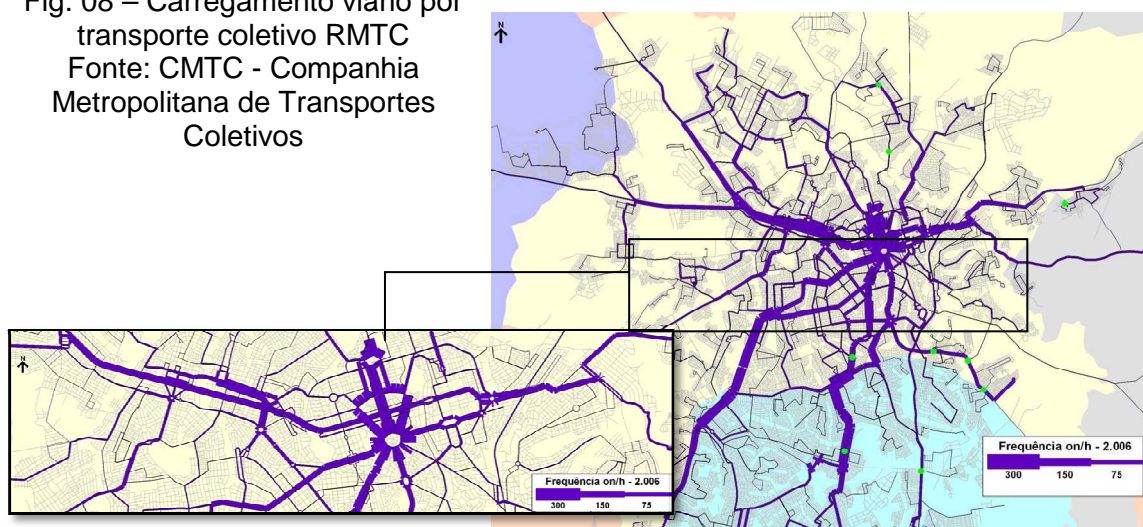 Fig. 08 – Carregamento viário por
transporte coletivo RMTC
Fonte: CMTC - Companhia
Metropolitana de Transportes
Coletivos
N
N
Frequência on/h - 2.006
300 150 75
Frequência on/h - 2.006
300 150 75